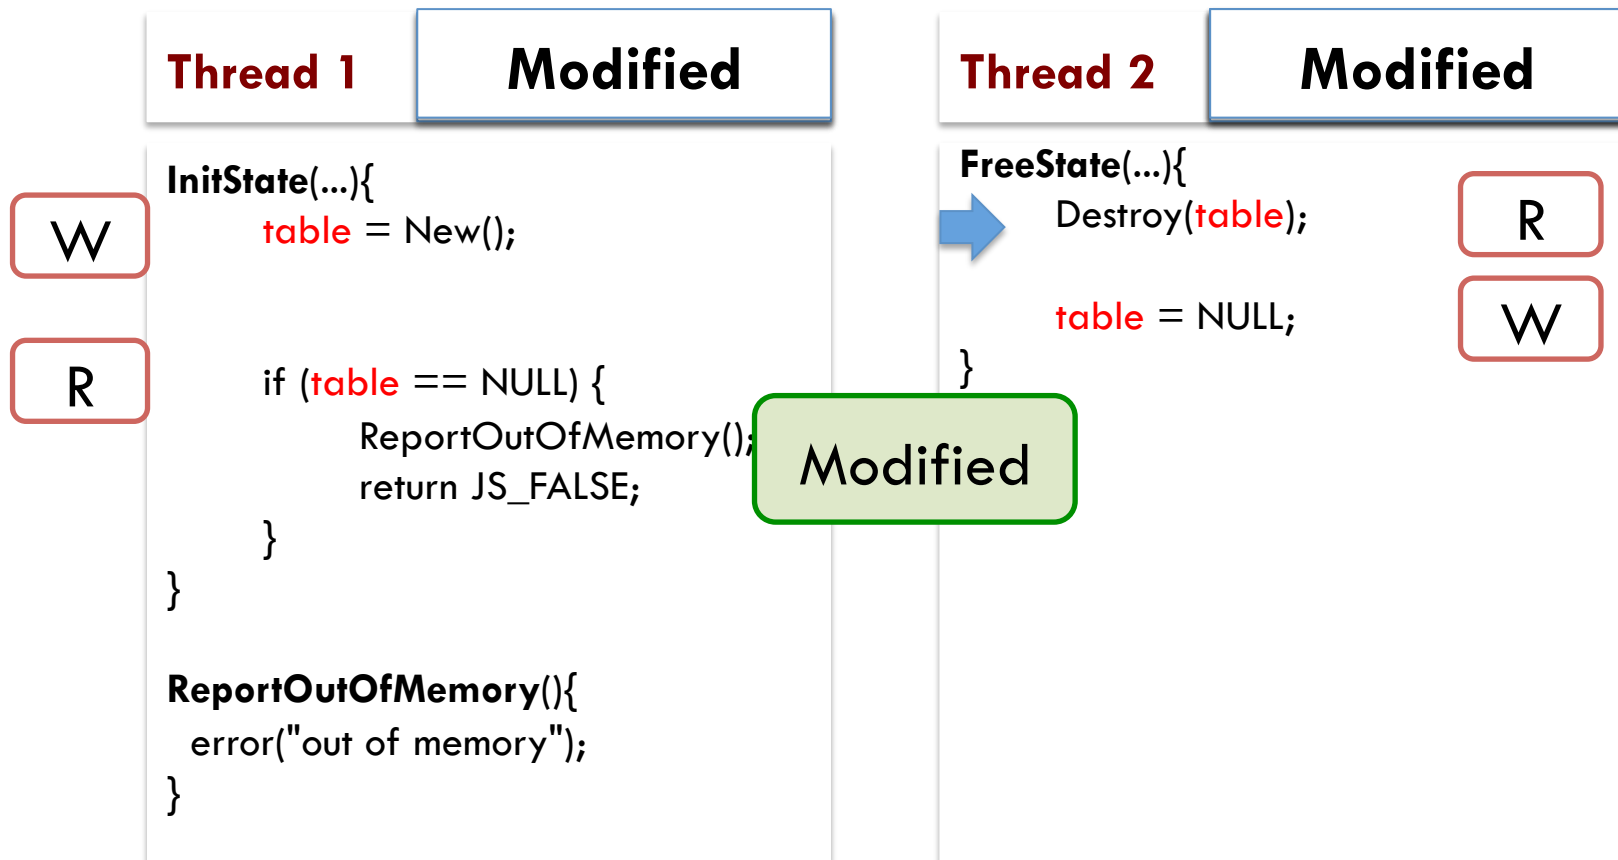 Thread 1
Modified
W
R
InitState(...){
table = New();
if (table == NULL) {
ReportOutOfMemory();
return JS_FALSE;
}
}
ReportOutOfMemory(){
error("out of memory");
}
Modified
Thread 2
Modified
FreeState(...){
Destroy(table);
table = NULL;
}
R
W